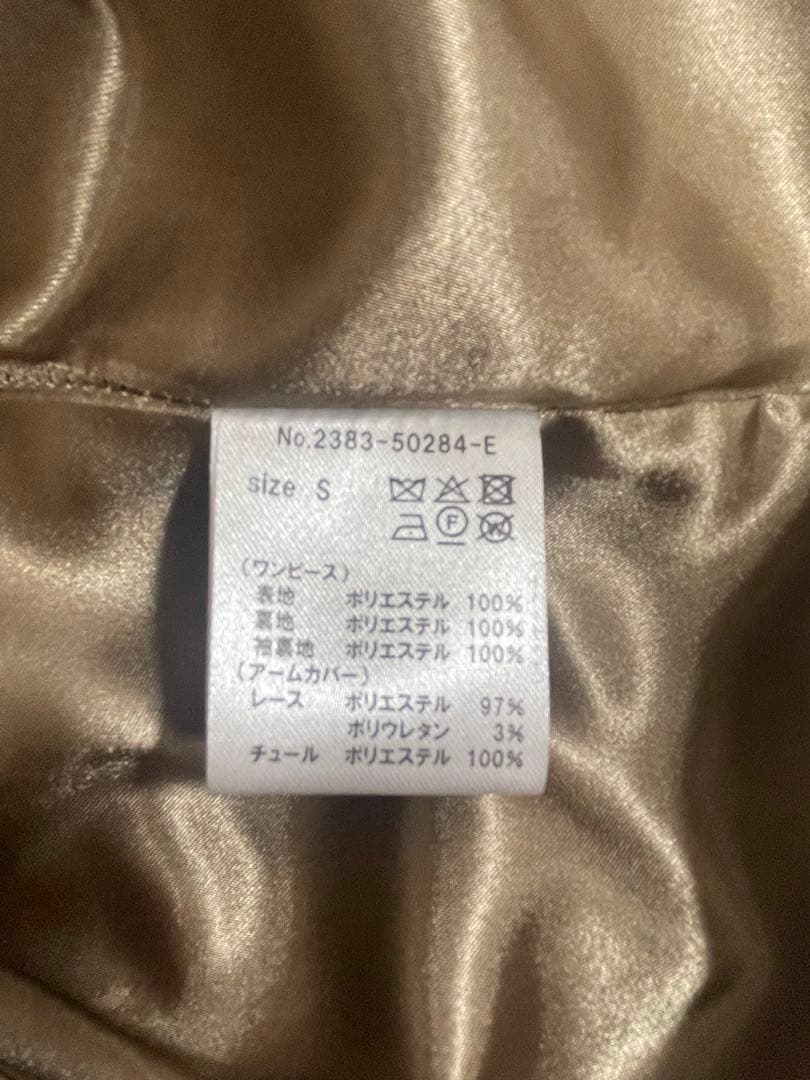 No.2383-50284-E
size S
F
W
(ワンピース)
表地 ポリエステル 100%
裏地 ポリエステル 100%
袖裏地 ポリエステル 100%
(アームカバー)
レース ポリエステル 97%
ポリウレタン 3%
チュール ポリエステル 100%